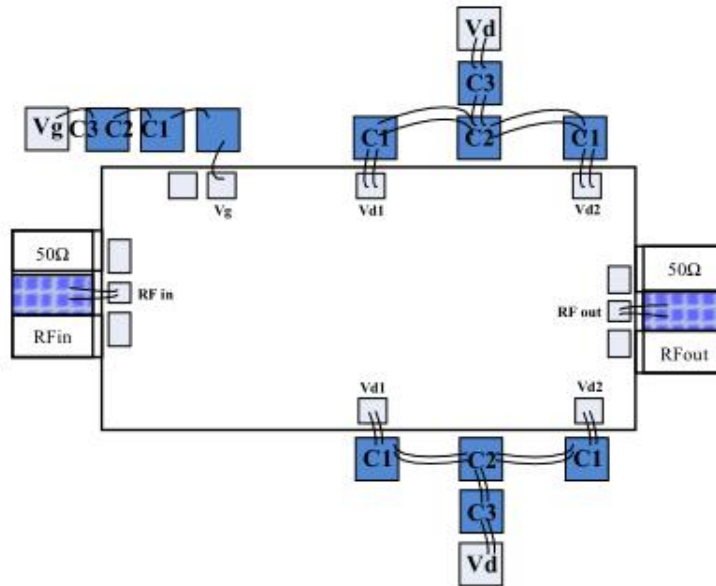 Vd
C3
Vg C3 C2 C1
C1 C2 C1
Vg Vd1 Vd2
50Ω 50Ω
RF in RF out
RFin RFout
Vd1 Vd2
C1 C2 C1
C3
Vd